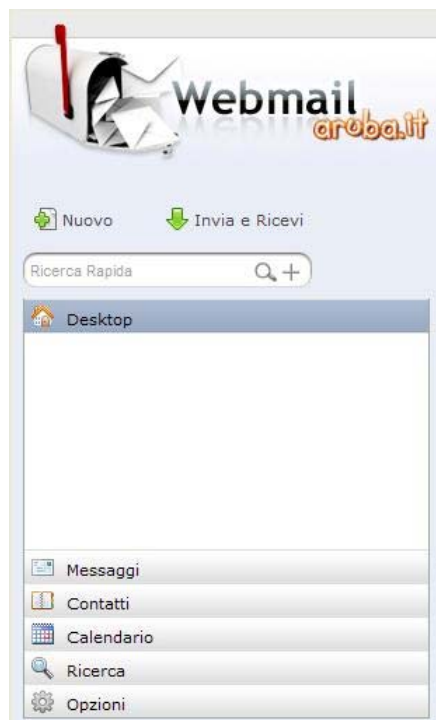 Webmail
aruba.it
Nuovo Invia e Ricevi
Ricerca Rapida
Desktop
Messaggi
Contatti
Calendario
Ricerca
Opzioni